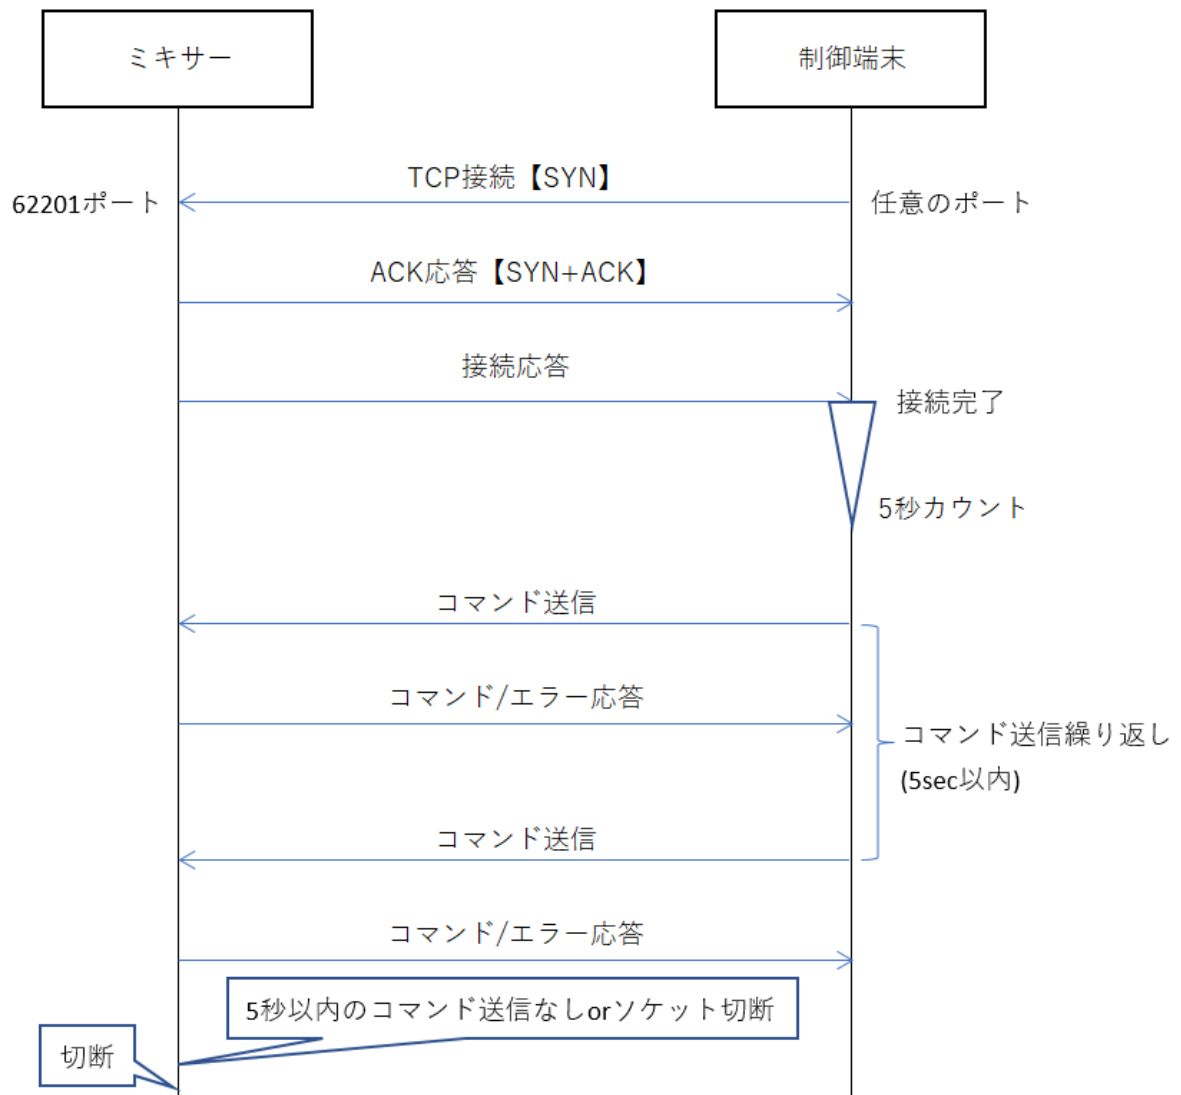 ミキサー
制御端末
TCP接続【SYN】
62201ポート
任意のポート
ACK応答【SYN+ACK】
接続応答
接続完了
5秒カウント
コマンド送信
コマンド/エラー応答
コマンド送信繰り返し
(5sec以内)
コマンド送信
コマンド/エラー応答
5秒以内のコマンド送信なしorソケット切断
切断